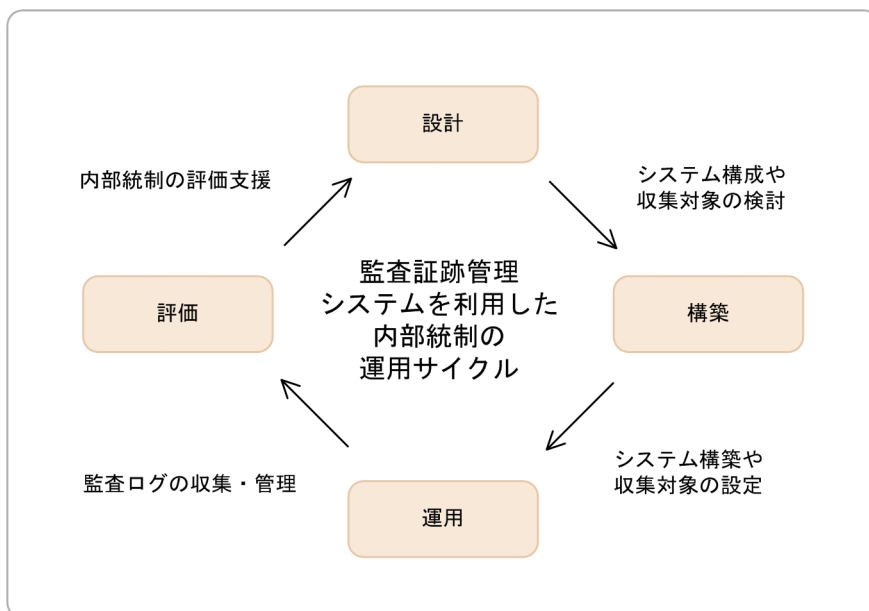 設計
内部統制の評価支援
システム構成や
収集対象の検討
監査証跡管理
システムを利用した
内部統制の
運用サイクル
評価
構築
監査ログの収集・管理
システム構築や
収集対象の設定
運用